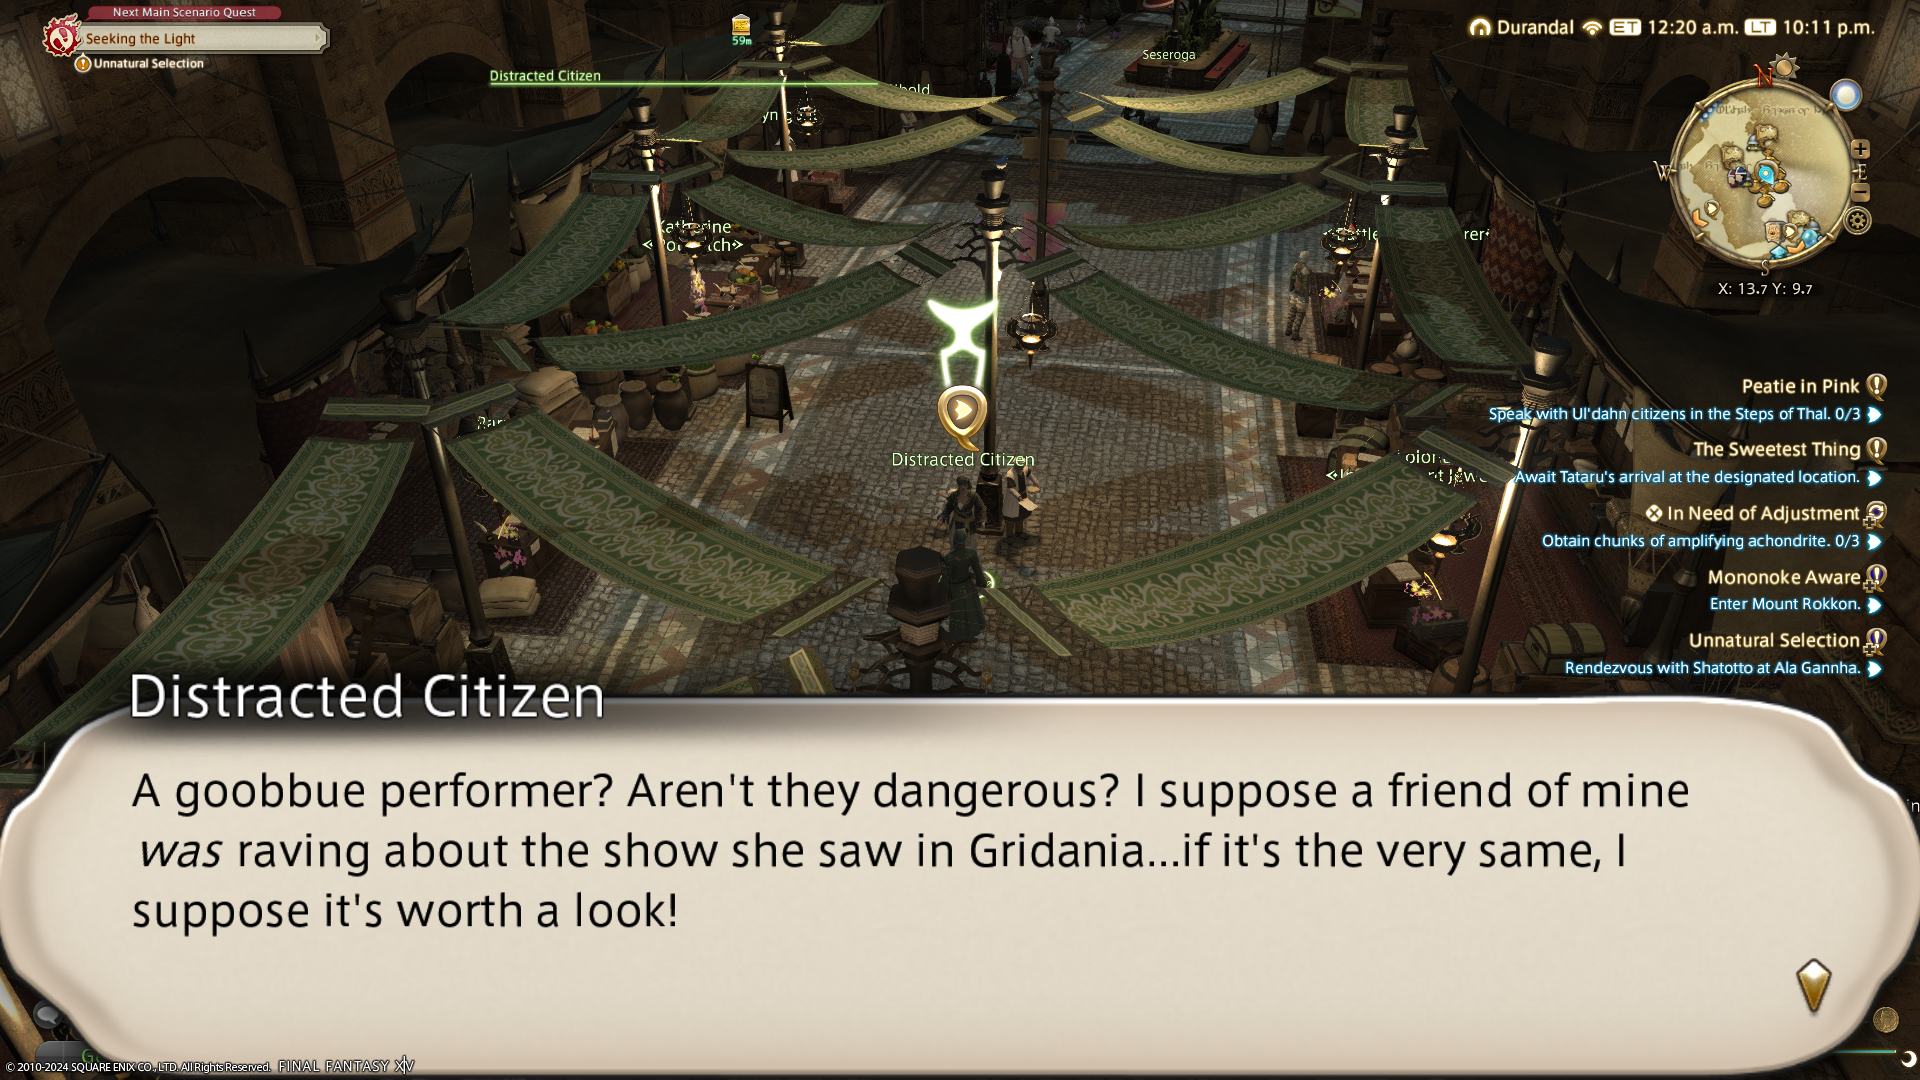 Next Main Scenario Quest
Seeking the Light
Unnatural Selection
59m
Distracted Citizen
Seseroga
Durandal ET 12:20 a.m. LT 10:11 p.m.
N
W
E
S
X: 13.7 Y: 9.7
Katherine
Peatie in Pink
Speak with Ul'dahn citizens in the Steps of Thal. 0/3
The Sweetest Thing
Await Tataru's arrival at the designated location.
In Need of Adjustment
Obtain chunks of amplifying achondrite. 0/3
Mononoke Aware
Enter Mount Rokkon.
Unnatural Selection
Rendezvous with Shatotto at Ala Gannha.
Distracted Citizen
Distracted Citizen
A goobbue performer? Aren't they dangerous? I suppose a friend of mine
was raving about the show she saw in Gridania...if it's the very same, I
suppose it's worth a look!
© 2010-2024 SQUARE ENIX CO., LTD. All Rights Reserved. FINAL FANTASY XIV